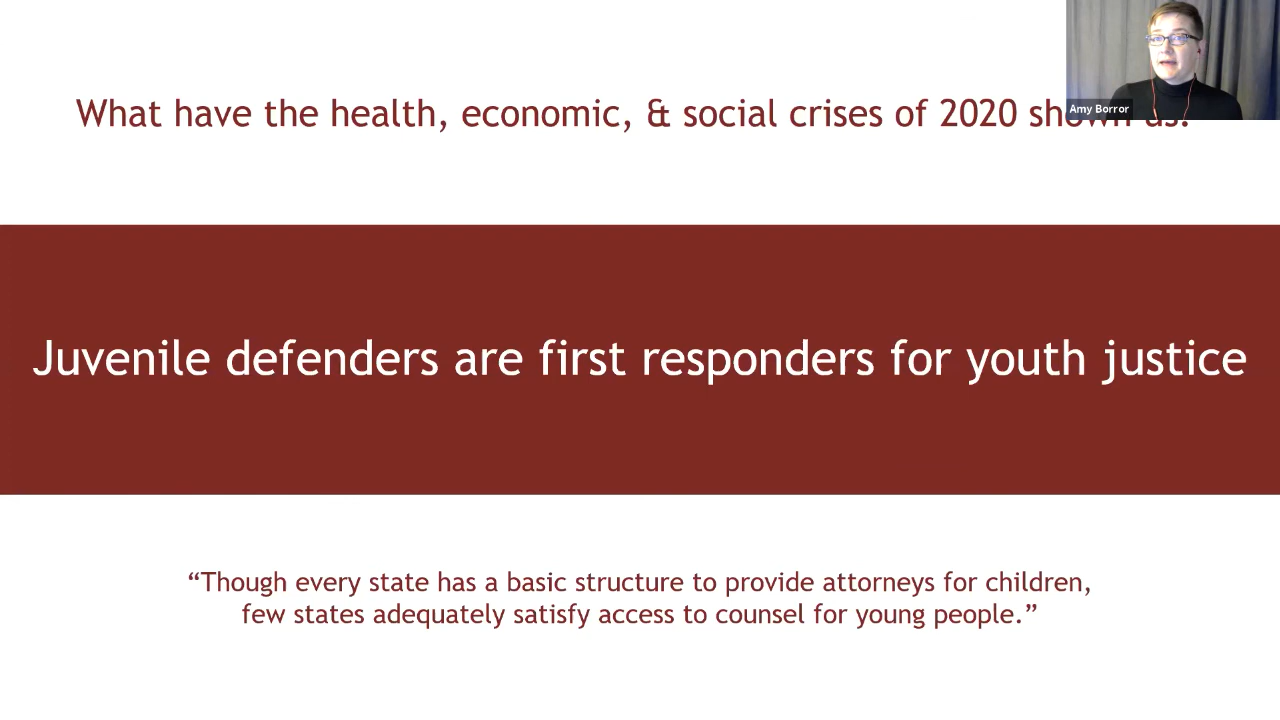 What have the health, economic, & social crises of 2020 shown us?
Amy Borror
Juvenile defenders are first responders for youth justice
“Though every state has a basic structure to provide attorneys for children,
few states adequately satisfy access to counsel for young people.”